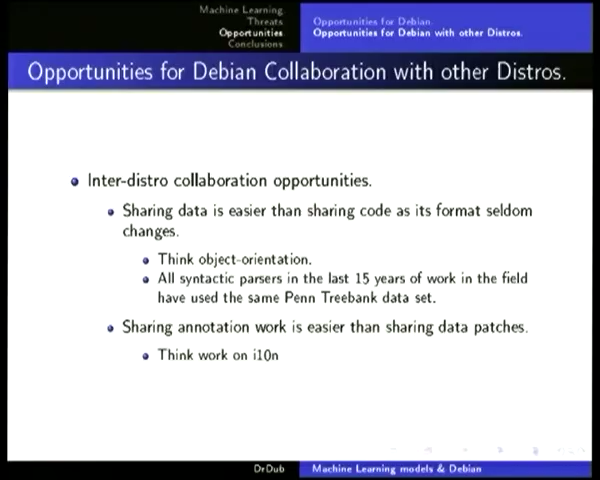 Machine Learning
Threats
Opportunities
Conclusions
Opportunities for Debian
Opportunities for Debian with other Distros.
Opportunities for Debian Collaboration with other Distros.
Inter-distro collaboration opportunities.
Sharing data is easier than sharing code as its format seldom
changes.
Think object-orientation.
All syntactic parsers in the last 15 years of work in the field
have used the same Penn Treebank data set.
Sharing annotation work is easier than sharing data patches.
Think work on i10n
DrDub
Machine Learning models & Debian